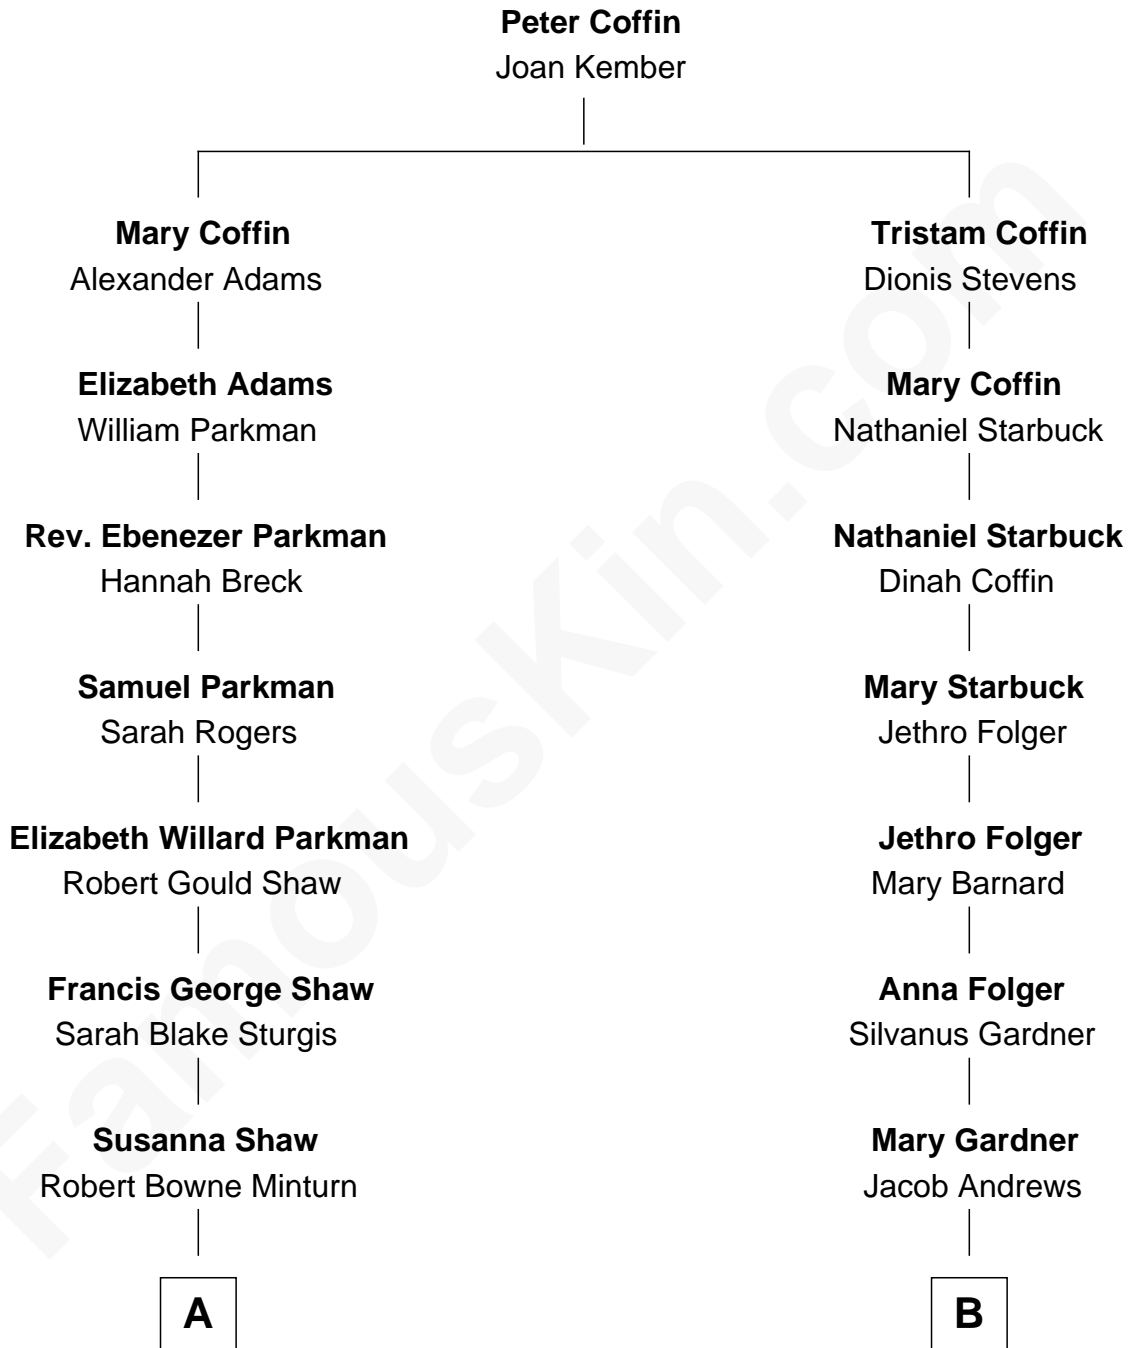 Peter Coffin
Joan Kember
Mary Coffin
Alexander Adams
Elizabeth Adams
William Parkman
Rev. Ebenezer Parkman
Hannah Breck
Samuel Parkman
Sarah Rogers
Elizabeth Willard Parkman
Robert Gould Shaw
Francis George Shaw
Sarah Blake Sturgis
Susanna Shaw
Robert Bowne Minturn
A
Tristam Coffin
Dionis Stevens
Mary Coffin
Nathaniel Starbuck
Nathaniel Starbuck
Dinah Coffin
Mary Starbuck
Jethro Folger
Jethro Folger
Mary Barnard
Anna Folger
Silvanus Gardner
Mary Gardner
Jacob Andrews
B
FamousKin.com